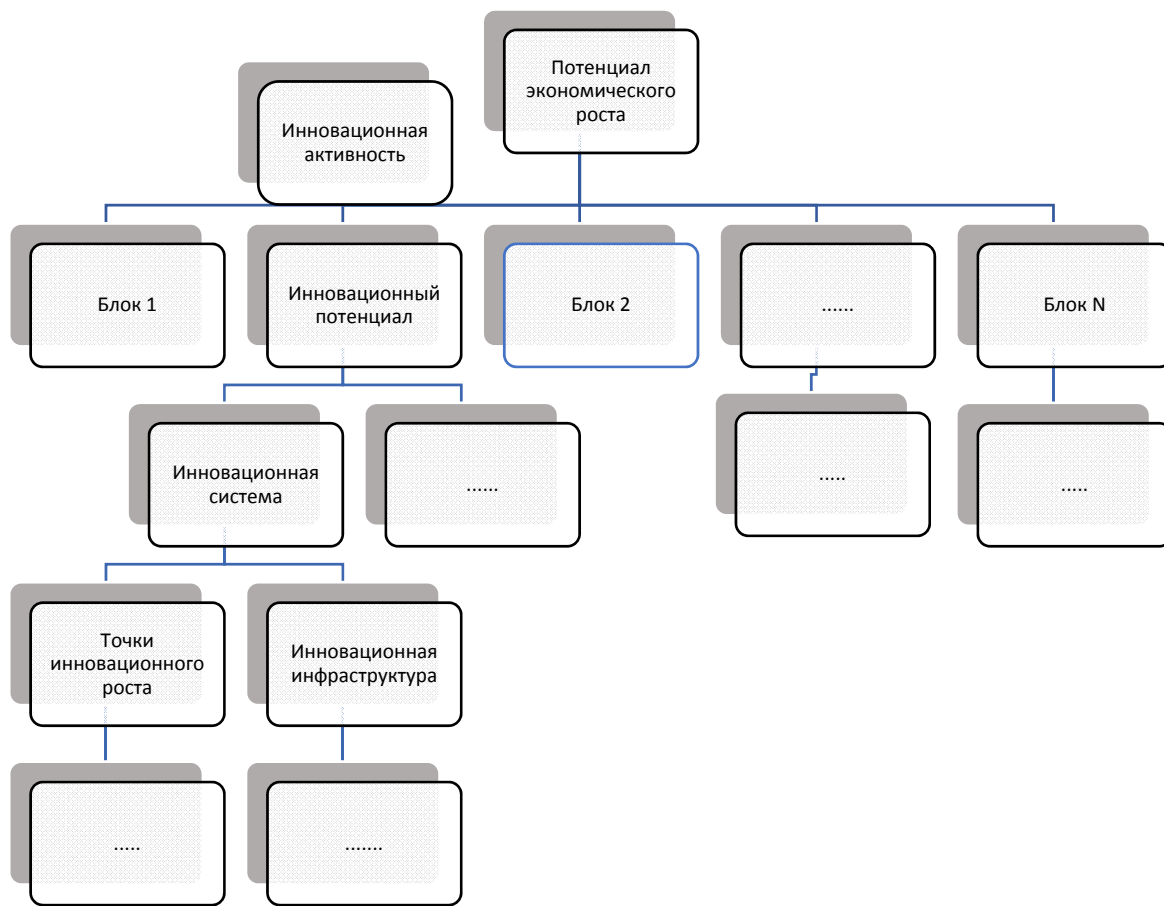 Потенциал
экономического
роста
Инновационная
активность
Блок 1
Инновационный
потенциал
Блок 2
......
Блок N
Инновационная
система
......
.....
.....
Точки
инновационного
роста
Инновационная
инфраструктура
.....
.......